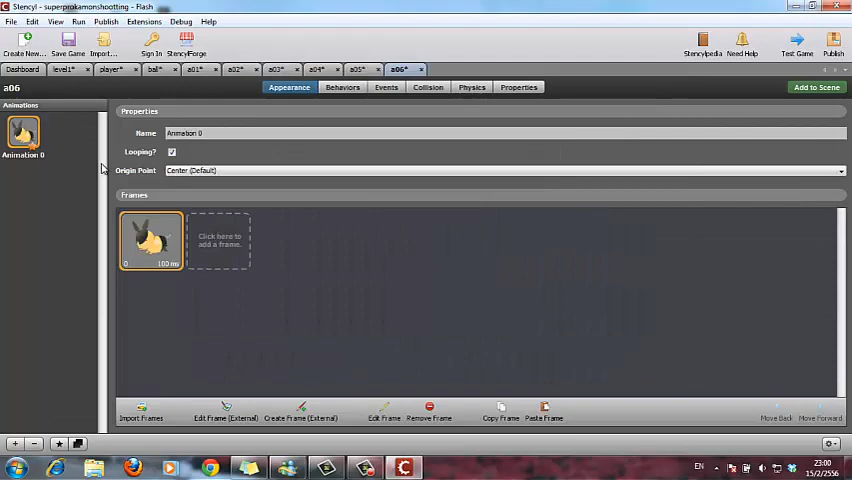 Stencyl - superprokamonshootting - Flash
File Edit View Run Publish Extensions Debug Help
Create New... Save Game Import... Sign In StencylForge Stencylpedia Need Help Test Game Publish
Dashboard level1* player* ball* a01* a02* a03* a04* a05* a06*
a06 Appearance Behaviors Events Collision Physics Properties Add to Scene
Animations
Animation 0
Properties
Name Animation 0
Looping?
Origin Point Center (Default)
Frames
0 100 ms
Click here to
add a frame.
Import Frames Edit Frame (External) Create Frame (External) Edit Frame Remove Frame Copy Frame Paste Frame Move Back Move Forward
EN 23:00
15/2/2556